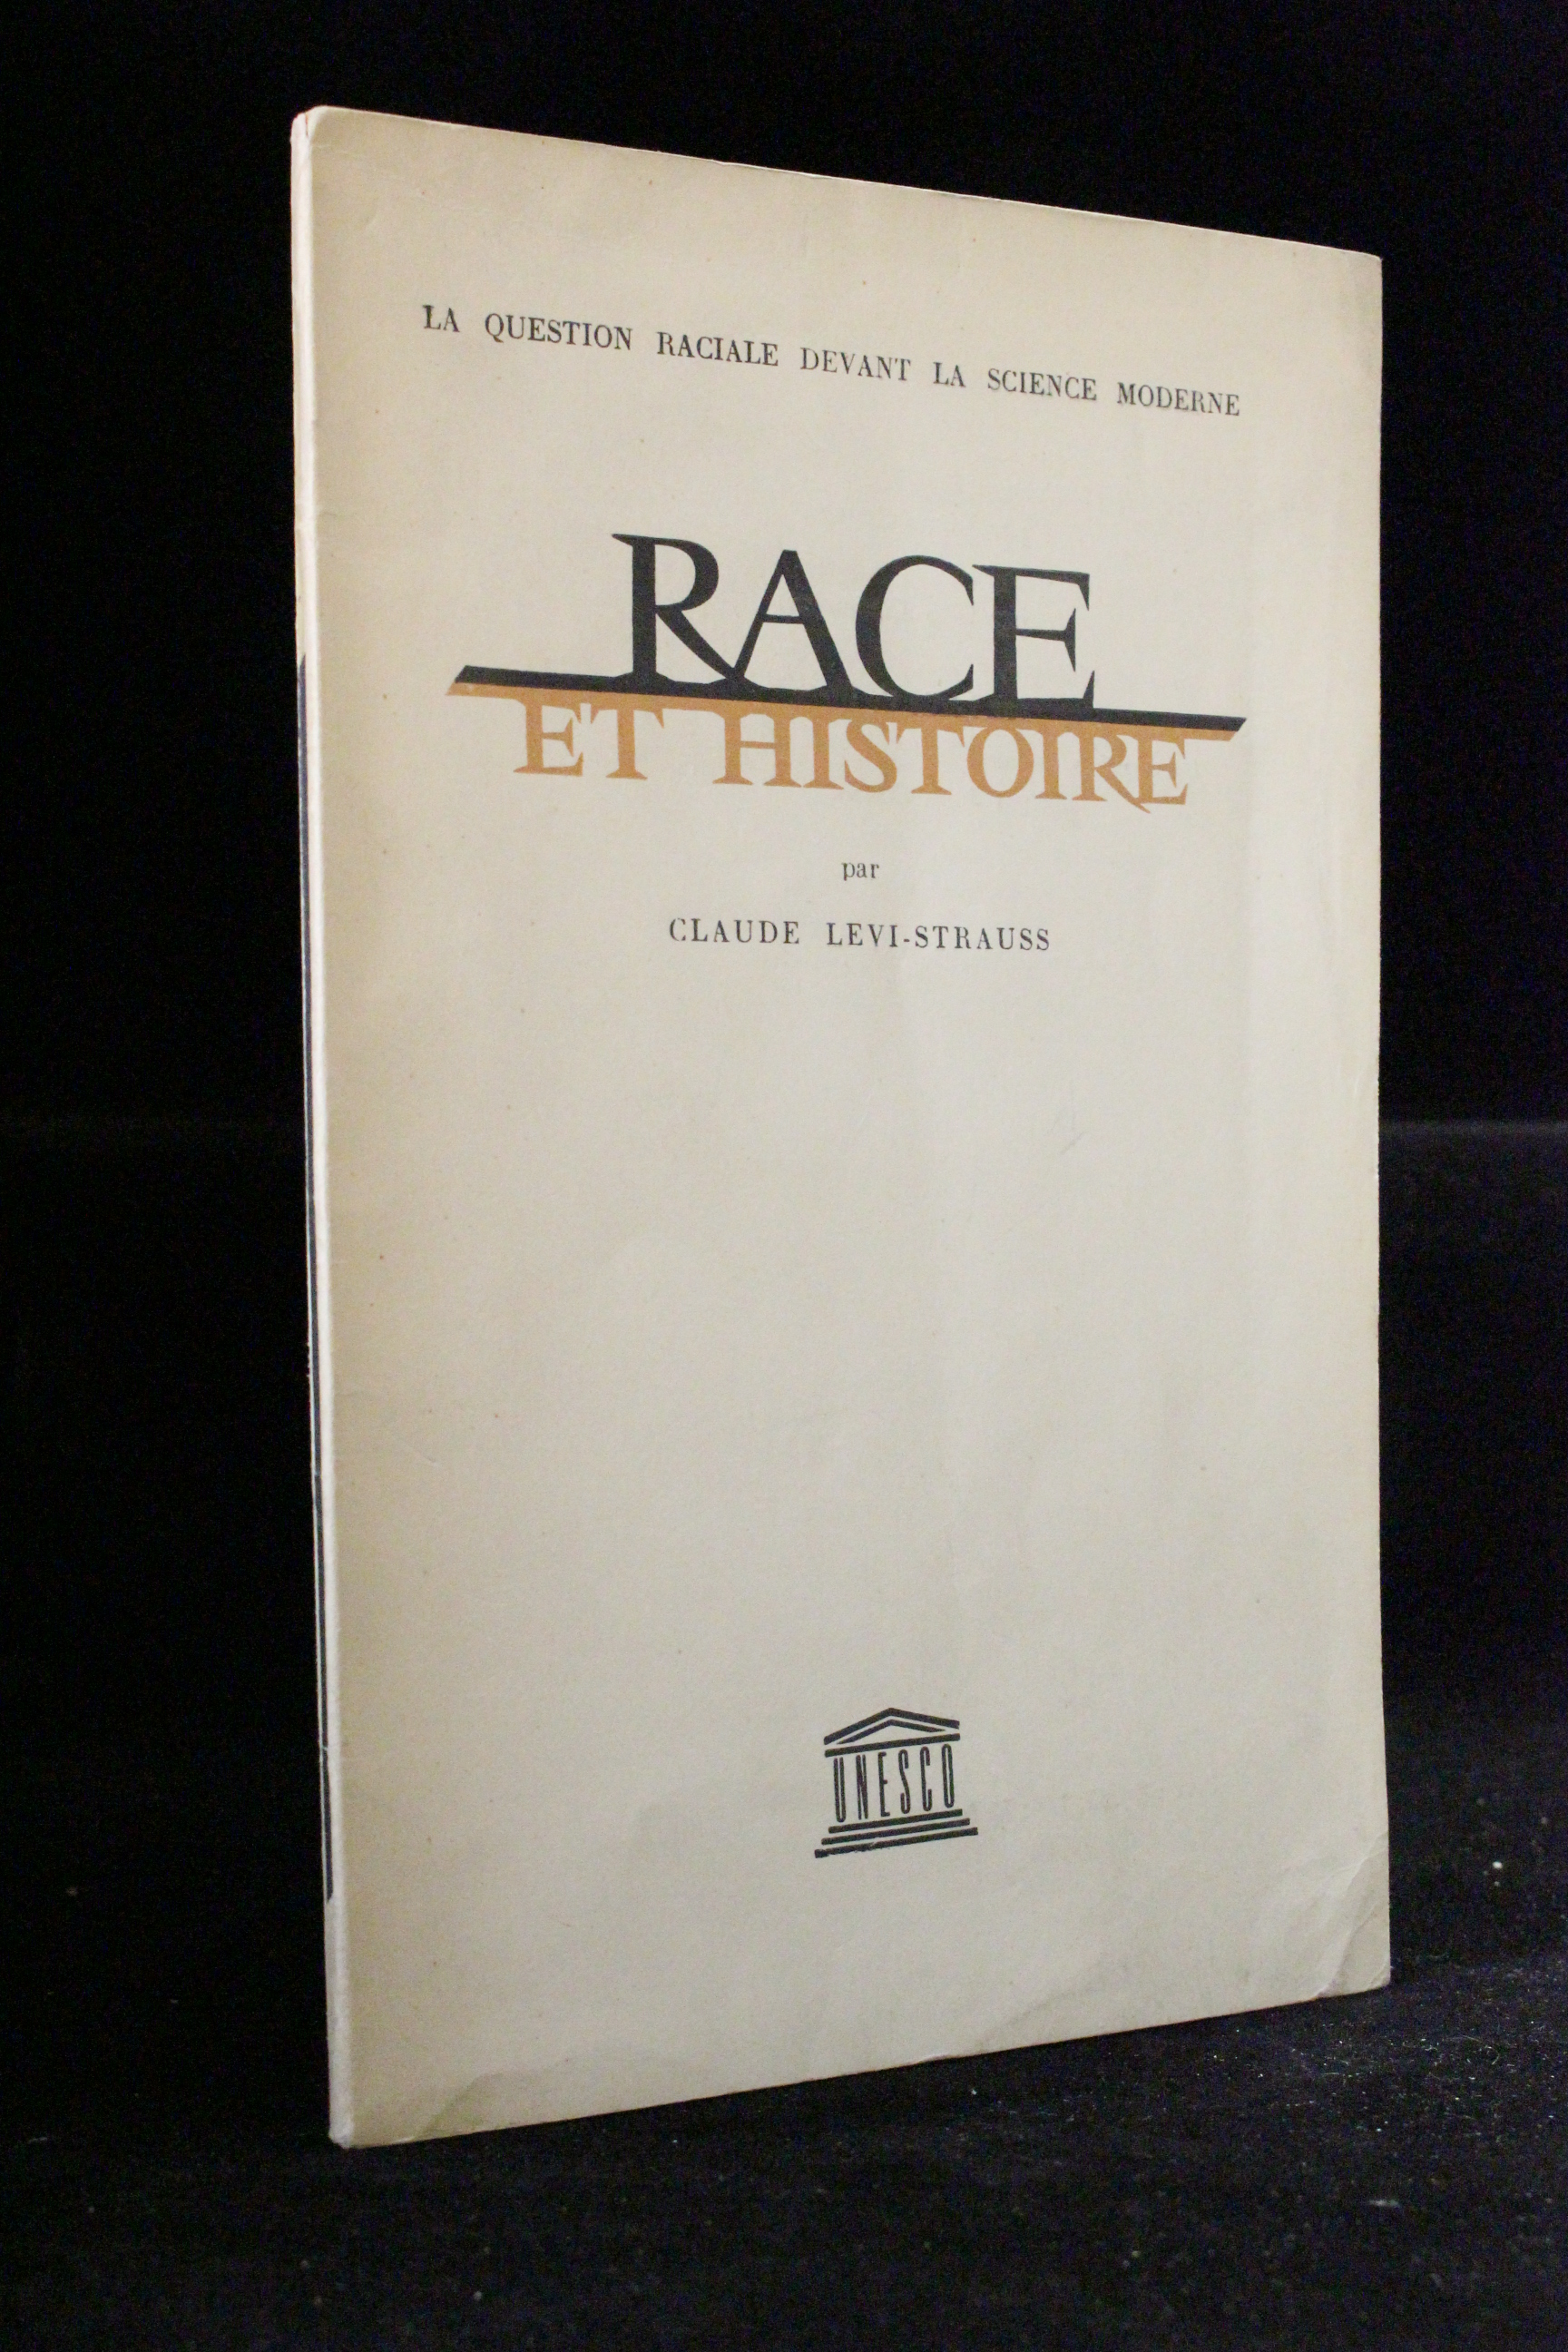 LA QUESTION RACIALE DEVANT LA SCIENCE MODERNE
RACE
ET HISTOIRE
par
CLAUDE LEVI-STRAUSS
UNESCO